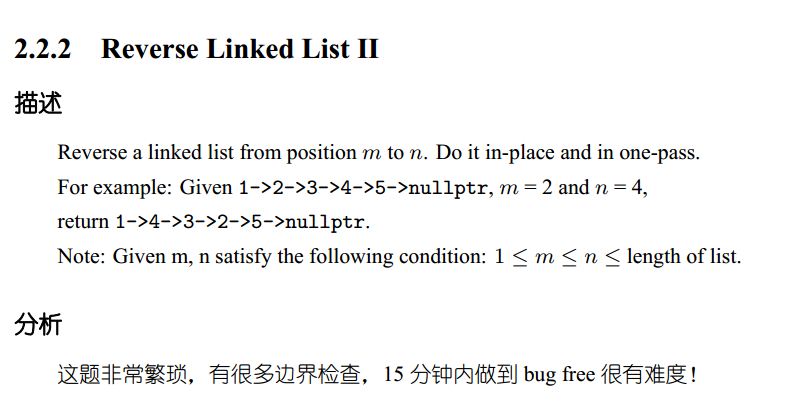 2.2.2 Reverse Linked List II
描述
Reverse a linked list from position m to n. Do it in-place and in one-pass.
For example: Given 1->2->3->4->5->nullptr, m = 2 and n = 4,
return 1->4->3->2->5->nullptr.
Note: Given m, n satisfy the following condition: 1 ≤ m ≤ n ≤ length of list.
分析
这题非常繁琐，有很多边界检查，15 分钟内做到 bug free 很有难度！